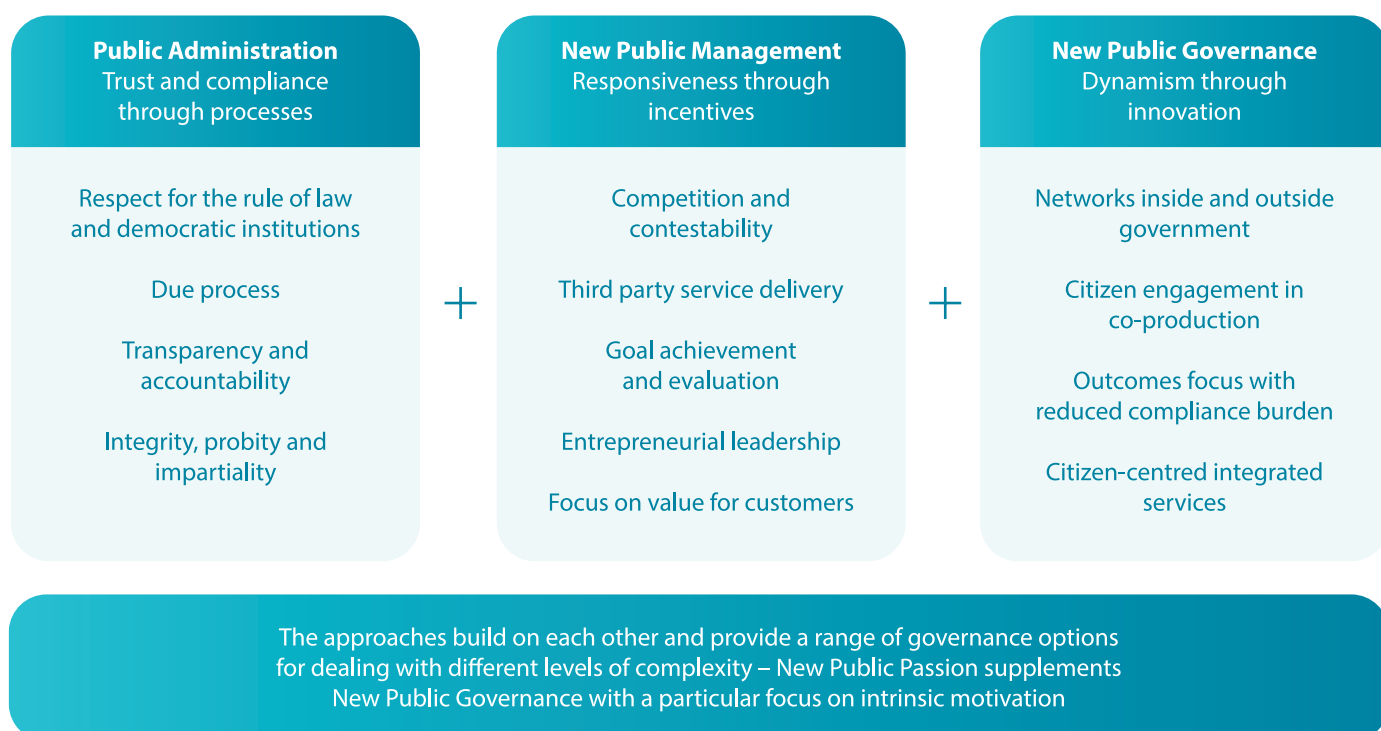 Public Administration
Trust and compliance
through processes
Respect for the rule of law
and democratic institutions
Due process
Transparency and
accountability
Integrity, probity and
impartiality
+
New Public Management
Responsiveness through
incentives
Competition and
contestability
Third party service delivery
Goal achievement
and evaluation
Entrepreneurial leadership
Focus on value for customers
+
New Public Governance
Dynamism through
innovation
Networks inside and outside
government
Citizen engagement in
co-production
Outcomes focus with
reduced compliance burden
Citizen-centred integrated
services
The approaches build on each other and provide a range of governance options
for dealing with different levels of complexity – New Public Passion supplements
New Public Governance with a particular focus on intrinsic motivation